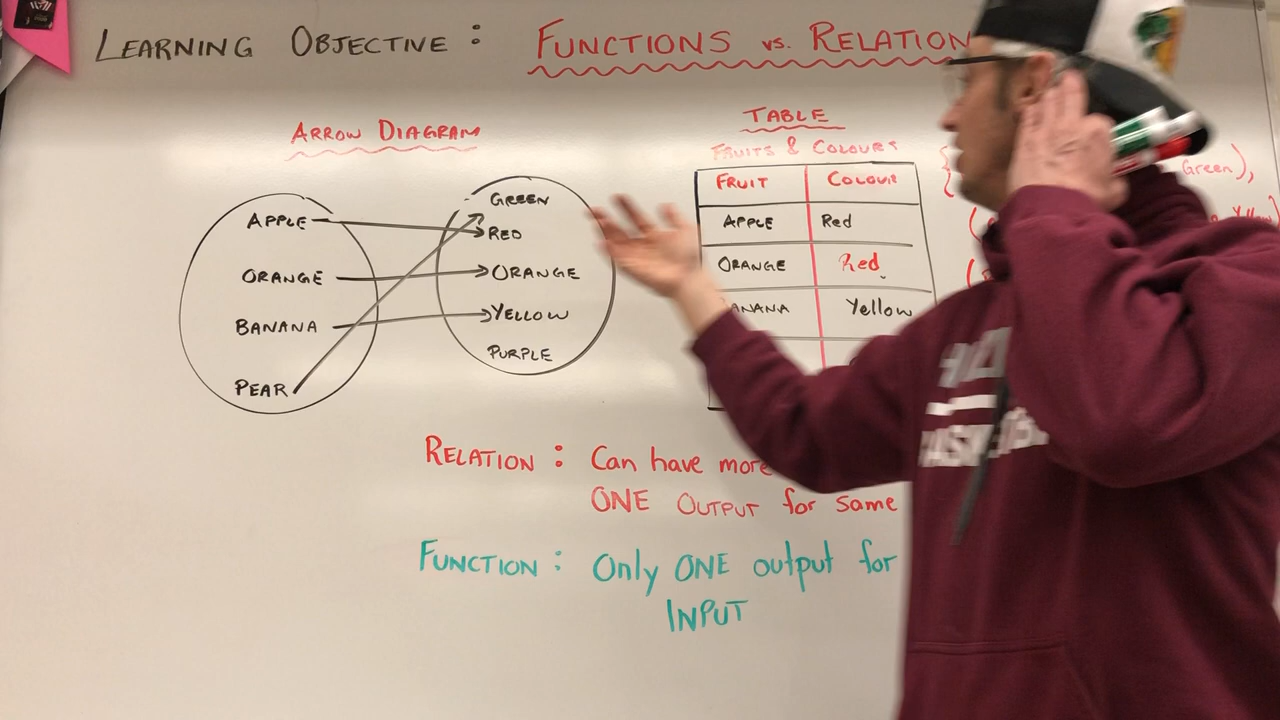 LEARNING OBJECTIVE : FUNCTIONS vs. RELATION
ARROW DIAGRAM
APPLE
ORANGE
BANANA
PEAR
GREEN
RED
ORANGE
YELLOW
PURPLE
TABLE
FRUITS & COLOURS
FRUIT COLOUR
APPLE Red
ORANGE Red
BANANA Yellow
Green),
RELATION : Can have more
ONE OUTPUT for same
FUNCTION : Only ONE output for
INPUT